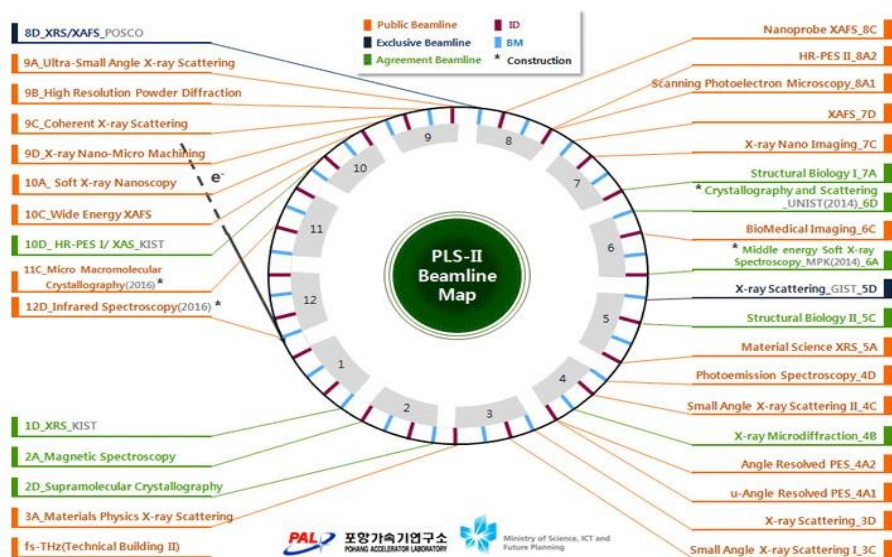 Public Beamline
ID
Exclusive Beamline
BM
Agreement Beamline
* Construction
8D_XRS/XAFS_POSCO
9A_Ultra-Small Angle X-ray Scattering
9B_High Resolution Powder Diffraction
9C_Coherent X-ray Scattering
9D_X-ray Nano-Micro Machining
10A_ Soft X-ray Nanoscopy
10C_Wide Energy XAFS
10D_ HR-PES I/ XAS_KIST
11C_Micro Macromolecular
Crystallography(2016) *
12D_Infrared Spectroscopy(2016) *
e-
1D_XRS_KIST
2A_Magnetic Spectroscopy
2D_Supramolecular Crystallography
3A_Materials Physics X-ray Scattering
fs-THz(Technical Building II)
9
8
10
7
11
6
12
5
1
4
2
3
PLS-II
Beamline
Map
Nanoprobe XAFS_8C
HR-PES II_8A2
Scanning Photoelectron Microscopy_8A1
XAFS_7D
X-ray Nano Imaging_7C
Structural Biology I_7A
* Crystallography and Scattering
_UNIST(2014)_6D
BioMedical Imaging_6C
* Middle energy Soft X-ray
Spectroscopy_MPK(2014)_6A
X-ray Scattering_GIST_5D
Structural Biology II_5C
Material Science XRS_5A
Photoemission Spectroscopy_4D
Small Angle X-ray Scattering II_4C
X-ray Microdiffraction_4B
Angle Resolved PES_4A2
u-Angle Resolved PES_4A1
X-ray Scattering_3D
Small Angle X-ray Scattering I_3C
PAL
포항가속기연구소
POHANG ACCELERATOR LABORATORY
Ministry of Science, ICT and
Future Planning